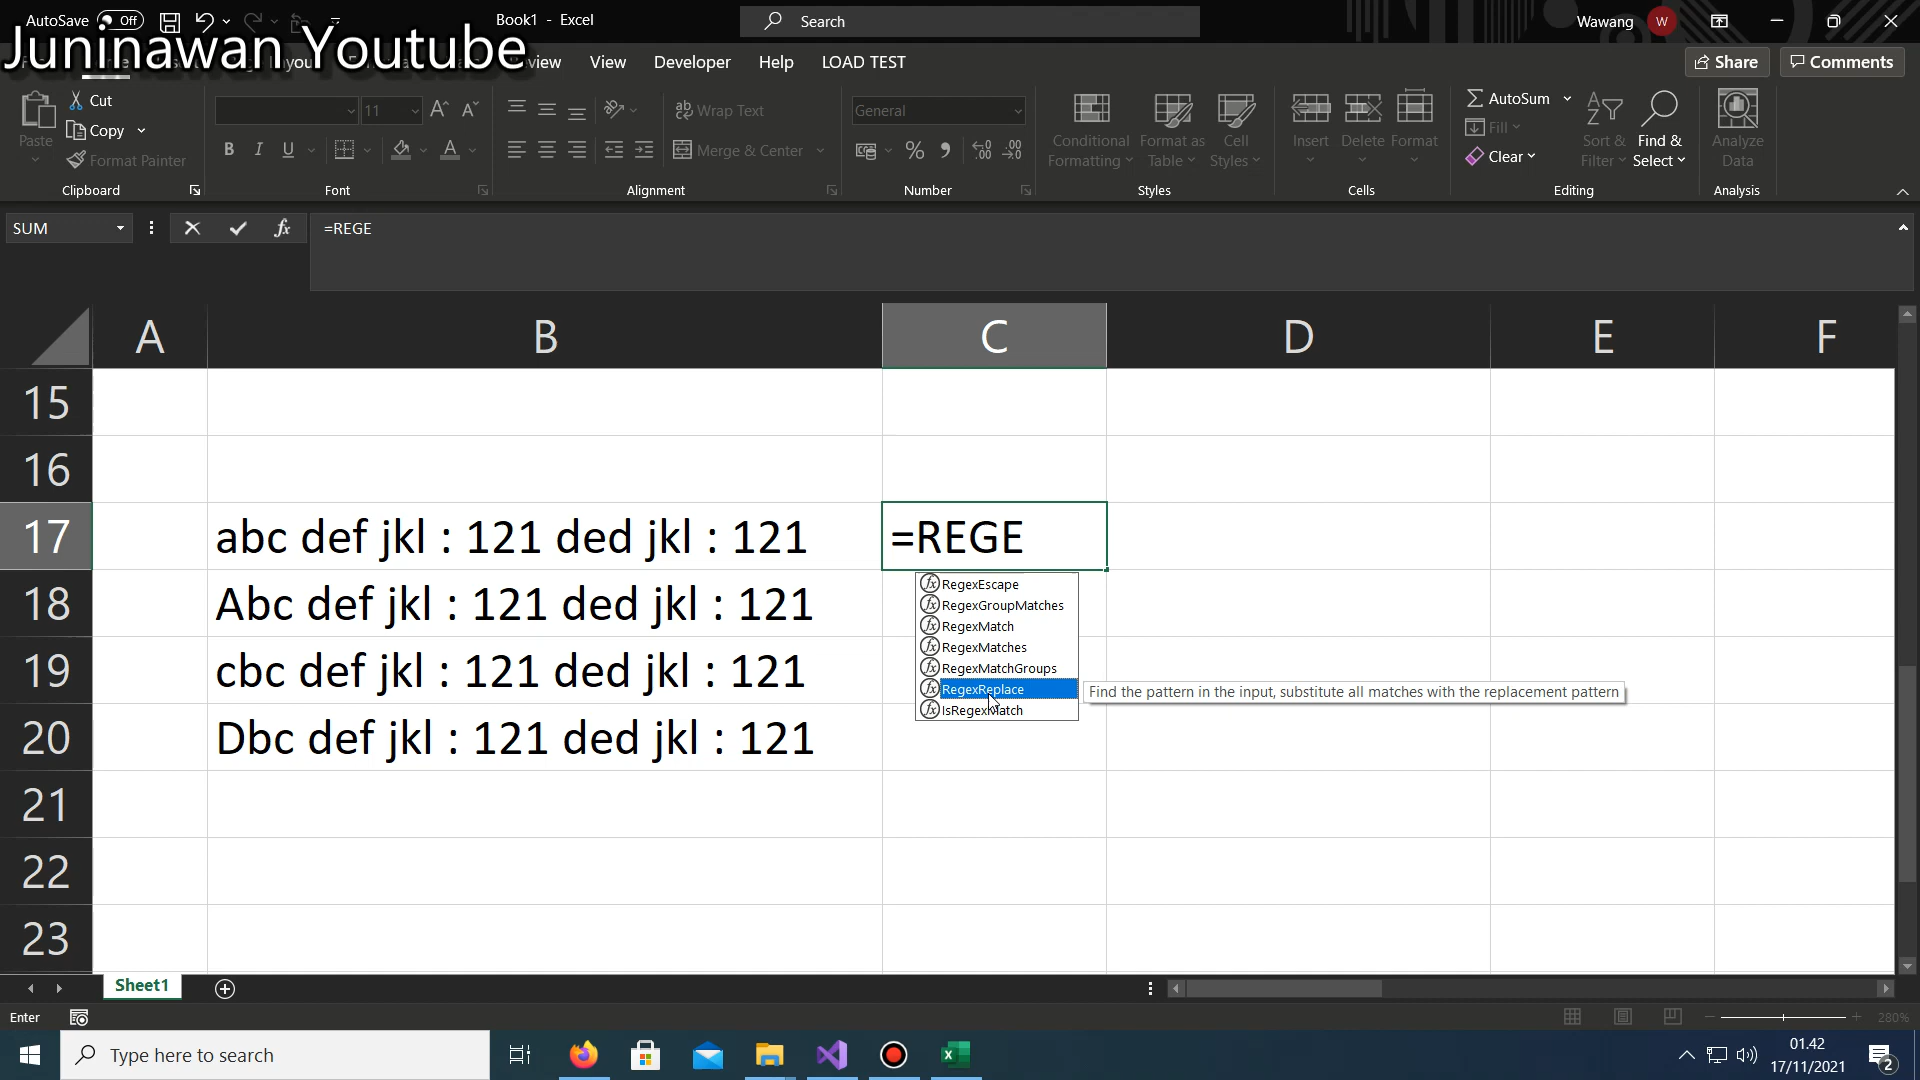 AutoSave Off
Book1 - Excel
Search
Wawang W
Juninawan Youtube
View Developer Help LOAD TEST
Share Comments
Paste
Cut
Copy
Format Painter
Clipboard
11
B I U
Font
Wrap Text
Merge & Center
Alignment
General
Number
Conditional Formatting
Format as Table
Cell Styles
Styles
Insert Delete Format
Cells
AutoSum
Fill
Clear
Sort & Filter
Find & Select
Editing
Analyze Data
Analysis
SUM
fx
=REGE
A B C D E F
15
16
17 abc def jkl : 121 ded jkl : 121 =REGE
18 Abc def jkl : 121 ded jkl : 121
19 cbc def jkl : 121 ded jkl : 121
20 Dbc def jkl : 121 ded jkl : 121
21
22
23
RegexEscape
RegexGroupMatches
RegexMatch
RegexMatches
RegexMatchGroups
RegexReplace
Find the pattern in the input, substitute all matches with the replacement pattern
IsRegexMatch
Sheet1
Enter
280%
Type here to search
01.42
17/11/2021
2